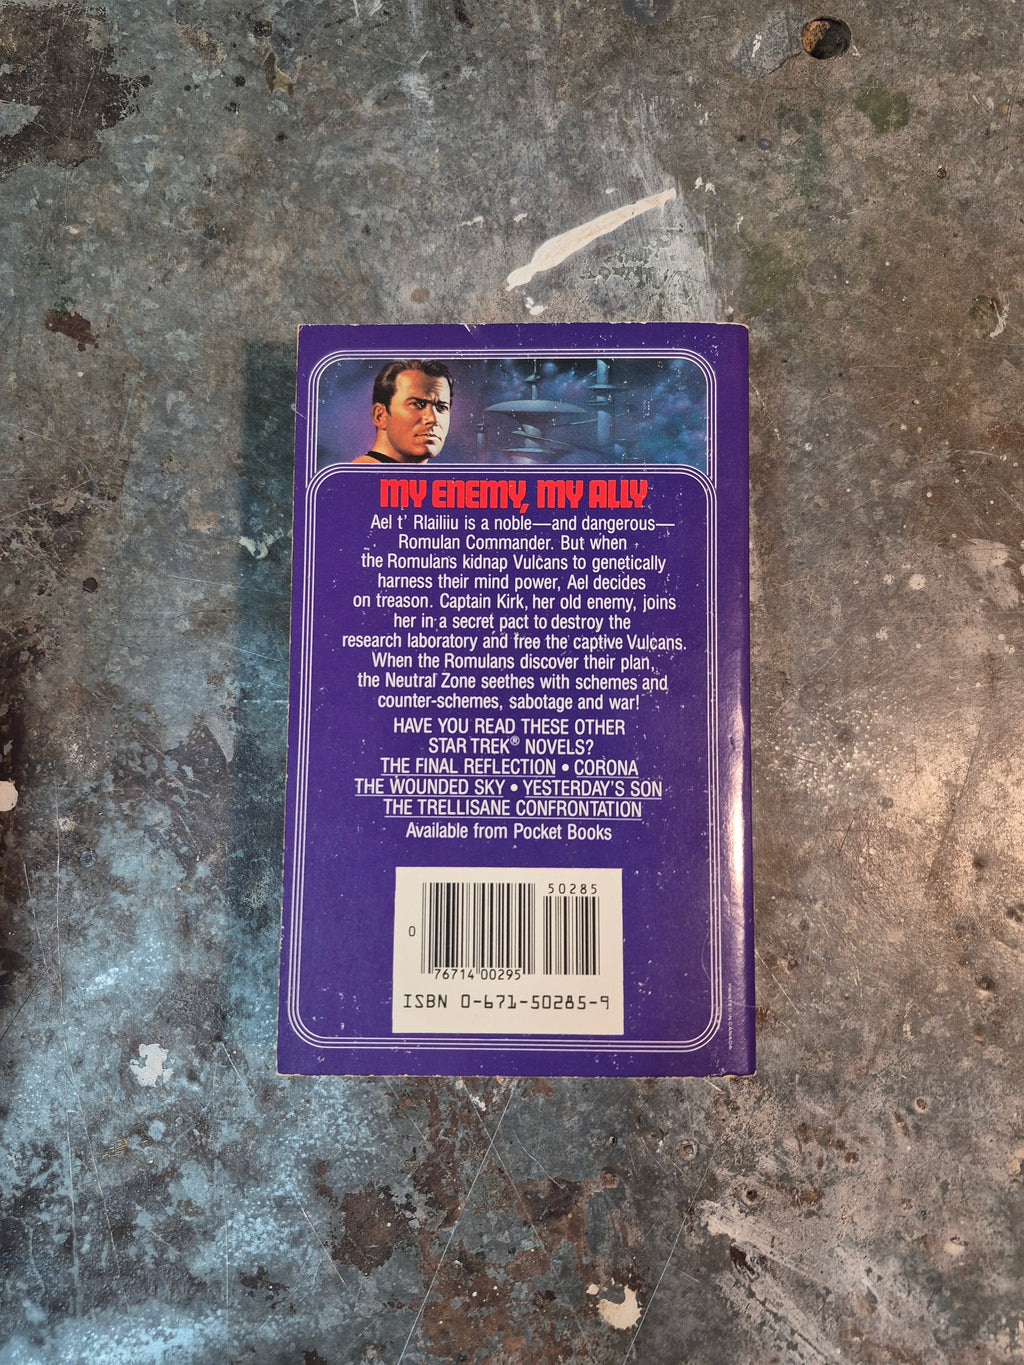 MY ENEMY, MY ALLY
Ael t' Rlailiiu is a noble—and dangerous—
Romulan Commander. But when
the Romulans kidnap Vulcans to genetically
harness their mind power, Ael decides
on treason. Captain Kirk, her old enemy, joins
her in a secret pact to destroy the
research laboratory and free the captive Vulcans.
When the Romulans discover their plan,
the Neutral Zone seethes with schemes and
counter-schemes, sabotage and war!
HAVE YOU READ THESE OTHER
STAR TREK® NOVELS?
THE FINAL REFLECTION • CORONA
THE WOUNDED SKY • YESTERDAY'S SON
THE TRELLISANE CONFRONTATION
Available from Pocket Books
50285
0
76714 00295
ISBN 0-671-50285-9
PRINTED IN CANADA